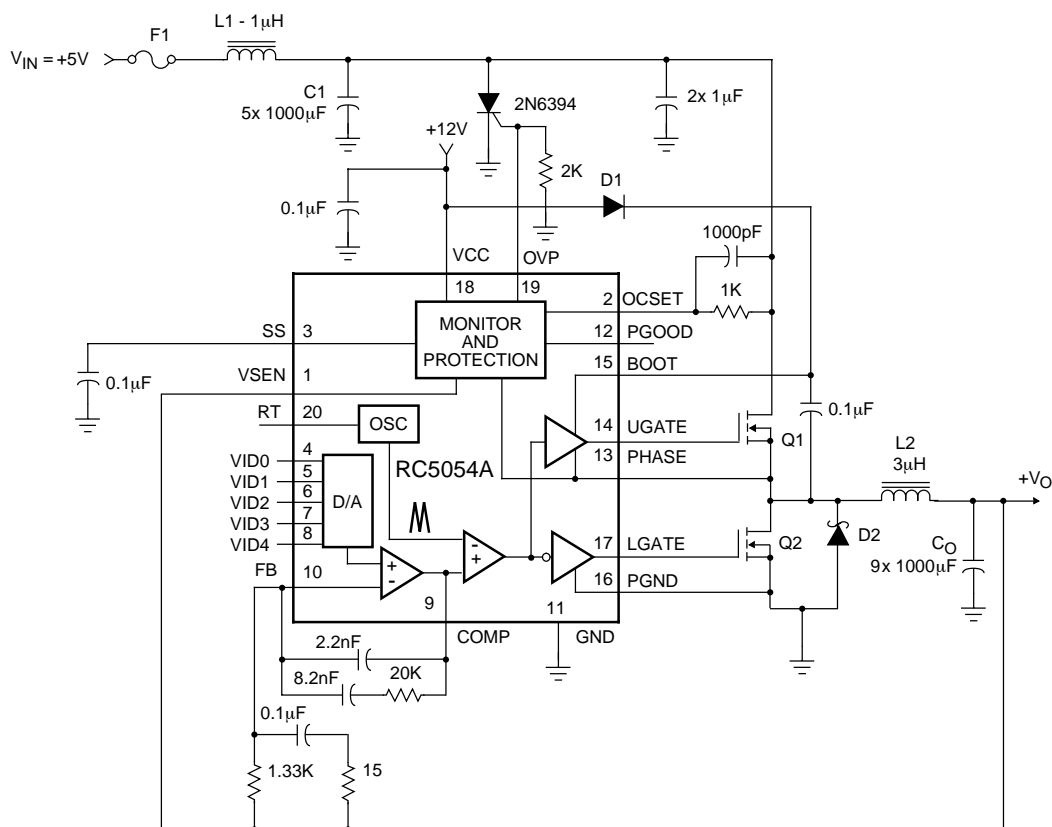 L1 - 1µH
F1
VIN = +5V
C1
5x 1000µF
2N6394
2x 1µF
+12V
2K
D1
0.1µF
1000pF
VCC
OVP
18
19
2
OCSET
1K
MONITOR
AND
PROTECTION
12
PGOOD
SS
3
15
BOOT
VSEN
1
0.1µF
0.1µF
RT
20
OSC
14
UGATE
Q1
L2
3µH
13
PHASE
+VO
VID0
4
RC5054A
VID1
5
VID2
6
D/A
VID3
7
VID4
8
-
+
17
LGATE
Q2
D2
CO
9x 1000µF
FB
10
+
-
16
PGND
9
11
COMP
GND
2.2nF
8.2nF
20K
0.1µF
1.33K
15